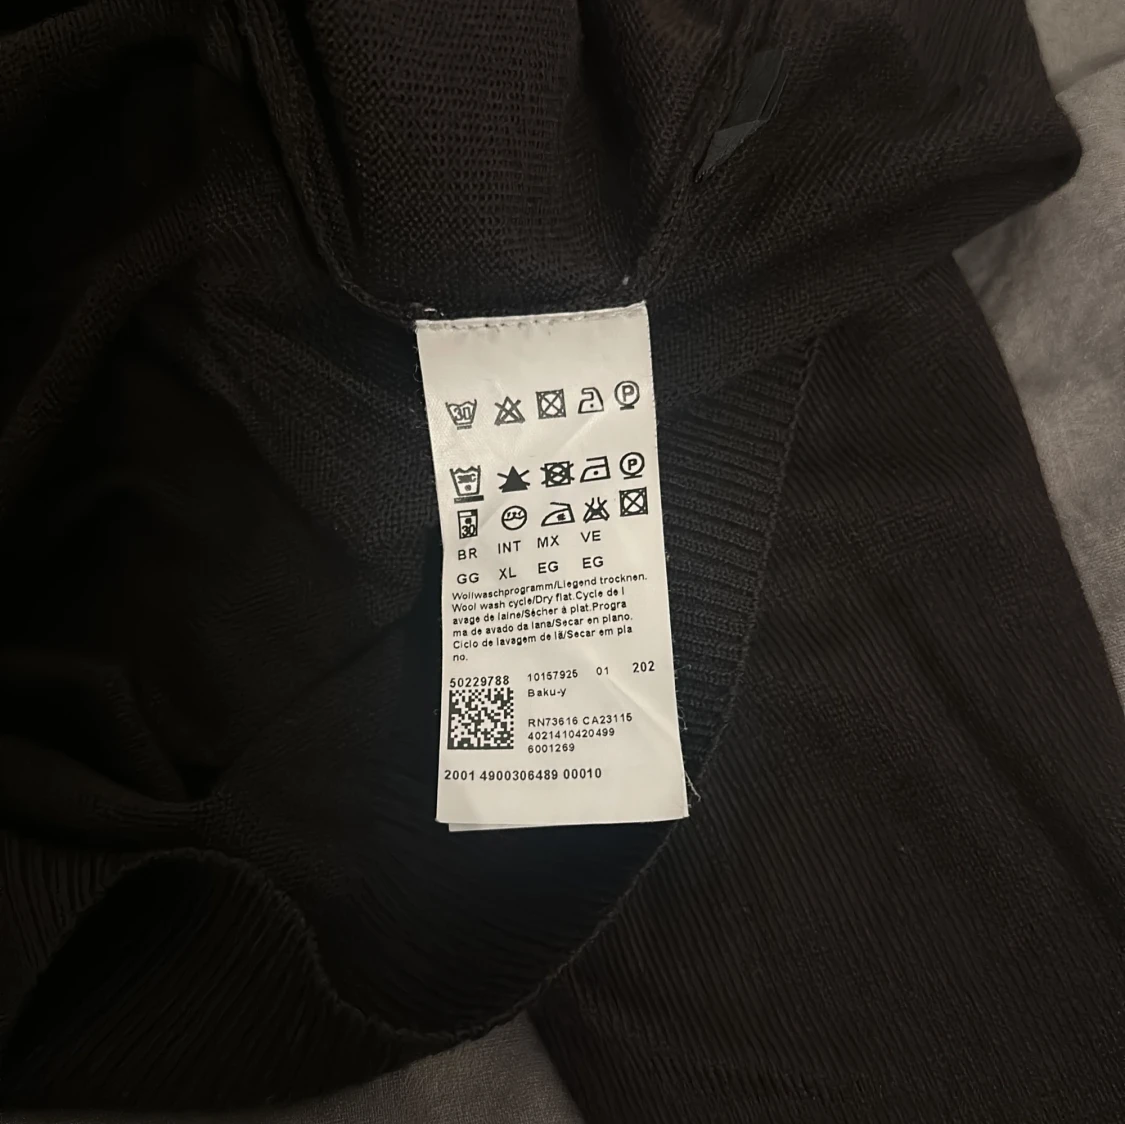 30 P
P
30
BR INT MX VE
GG XL EG EG
Wollwaschprogramm/Liegend trocknen.
Wool wash cycle/Dry flat.Cycle de l
avage de laine/Sécher à plat.Progra
ma de avado da lana/Secar en plano.
Ciclo de lavagem de lã/Secar em pla
no.
50229788 10157925 01 202
Baku-y
RN73616 CA23115
4021410420499
6001269
2001 4900306489 00010